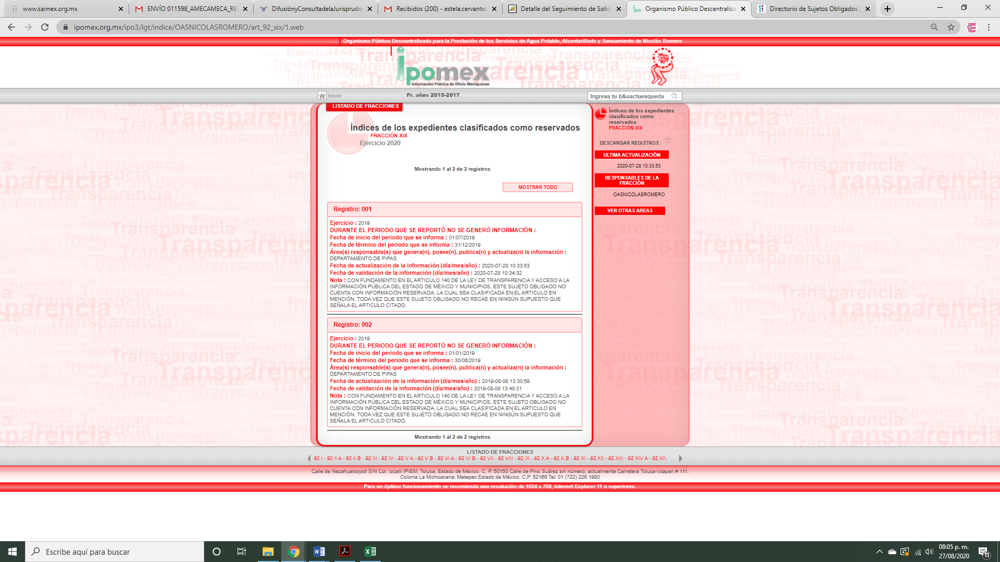 www.saimex.org.mx
ENVÍO 011598_AMECAMECA_RES
DifusiónyConsultadelaJurisprude
Recibidos (200) - estela.cervantes
Detalle del Seguimiento de Solici
Organismo Público Descentraliza
Directorio de Sujetos Obligados
ipomex.org.mx/ipo3/lgt/indice/OASNICOLASROMERO/art_92_xix/1.web
Organismo Público Descentralizado para la Prestación de los Servicios de Agua Potable, Alcantarillado y Saneamiento de Nicolás Romero
ipomex
Información Pública de Oficio Mexiquense
Inicio
Fr. años 2015-2017
Ingresa tu b&uactuesqueda
LISTADO DE FRACCIONES
Índices de los expedientes clasificados como reservados
FRACCIÓN XIX
Ejercicio 2020
Mostrando 1 al 2 de 2 registros
MOSTRAR TODO
Registro: 001
Ejercicio : 2019
DURANTE EL PERIODO QUE SE REPORTÓ NO SE GENERÓ INFORMACIÓN :
Fecha de inicio del periodo que se informa : 01/07/2019
Fecha de término del periodo que se informa : 31/12/2019
Área(s) responsable(s) que genera(n), posee(n), publica(n) y actualiza(n) la información :
DEPARTAMENTO DE PIPAS
Fecha de actualización de la información (día/mes/año) : 2020-07-28 10:33:53
Fecha de validación de la información (día/mes/año) : 2020-07-28 10:34:32
Nota : CON FUNDAMENTO EN EL ARTICULO 140 DE LA LEY DE TRANSPARENCIA Y ACCESO A LA
INFORMACIÓN PÚBLICA DEL ESTADO DE MÉXICO Y MUNICIPIOS, ESTE SUJETO OBLIGADO NO
CUENTA CON INFORMACIÓN RESERVADA, LA CUAL SEA CLASIFICADA EN EL ARTICULO EN
MENCIÓN, TODA VEZ QUE ESTE SUJETO OBLIGADO NO RECAE EN NINGÚN SUPUESTO QUE
SEÑALA EL ARTICULO CITADO.
Registro: 002
Ejercicio : 2019
DURANTE EL PERIODO QUE SE REPORTÓ NO SE GENERÓ INFORMACIÓN :
Fecha de inicio del periodo que se informa : 01/01/2019
Fecha de término del periodo que se informa : 30/06/2019
Área(s) responsable(s) que genera(n), posee(n), publica(n) y actualiza(n) la información :
DEPARTAMENTO DE PIPAS
Fecha de actualización de la información (día/mes/año) : 2019-08-08 13:30:59
Fecha de validación de la información (día/mes/año) : 2019-08-08 13:48:31
Nota : CON FUNDAMENTO EN EL ARTICULO 140 DE LA LEY DE TRANSPARENCIA Y ACCESO A LA
INFORMACIÓN PÚBLICA DEL ESTADO DE MÉXICO Y MUNICIPIOS, ESTE SUJETO OBLIGADO NO
CUENTA CON INFORMACIÓN RESERVADA, LA CUAL SEA CLASIFICADA EN EL ARTICULO EN
MENCIÓN, TODA VEZ QUE ESTE SUJETO OBLIGADO NO RECAE EN NINGÚN SUPUESTO QUE
SEÑALA EL ARTICULO CITADO.
Mostrando 1 al 2 de 2 registros
Índices de los expedientes
clasificados como
reservados
FRACCIÓN XIX
DESCARGAR REGISTROS :
ULTIMA ACTUALIZACIÓN
2020-07-28 10:33:53
RESPONSABLES DE LA
FRACCIÓN
OASNICOLASROMERO
VER OTRAS AREAS
LISTADO DE FRACCIONES
92 I - 92 II A - 92 II B - 92 III - 92 IV - 92 V A - 92 V B - 92 VI A - 92 VI B - 92 VII - 92 VIII - 92 IX - 92 X A - 92 X B - 92 XI - 92 XII - 92 XIII - 92 XIV A - 92 XI
Calle de Nezahualcoyotl S/N Col. Izcalli IPIEM, Toluca, Estado de México. C. P. 50150 Calle de Pino Suárez sin número, actualmente Carretera Toluca-Ixtapan # 111,
Colonia La Michoacana; Metepec Estado de México, C.P. 52166 Tel: 01 (722) 226 1980
Para un óptimo funcionamiento se recomienda una resolución de 1024 x 768, Internet Explorer 11 o superiores.
Escribe aquí para buscar
08:05 p. m.
27/08/2020
11